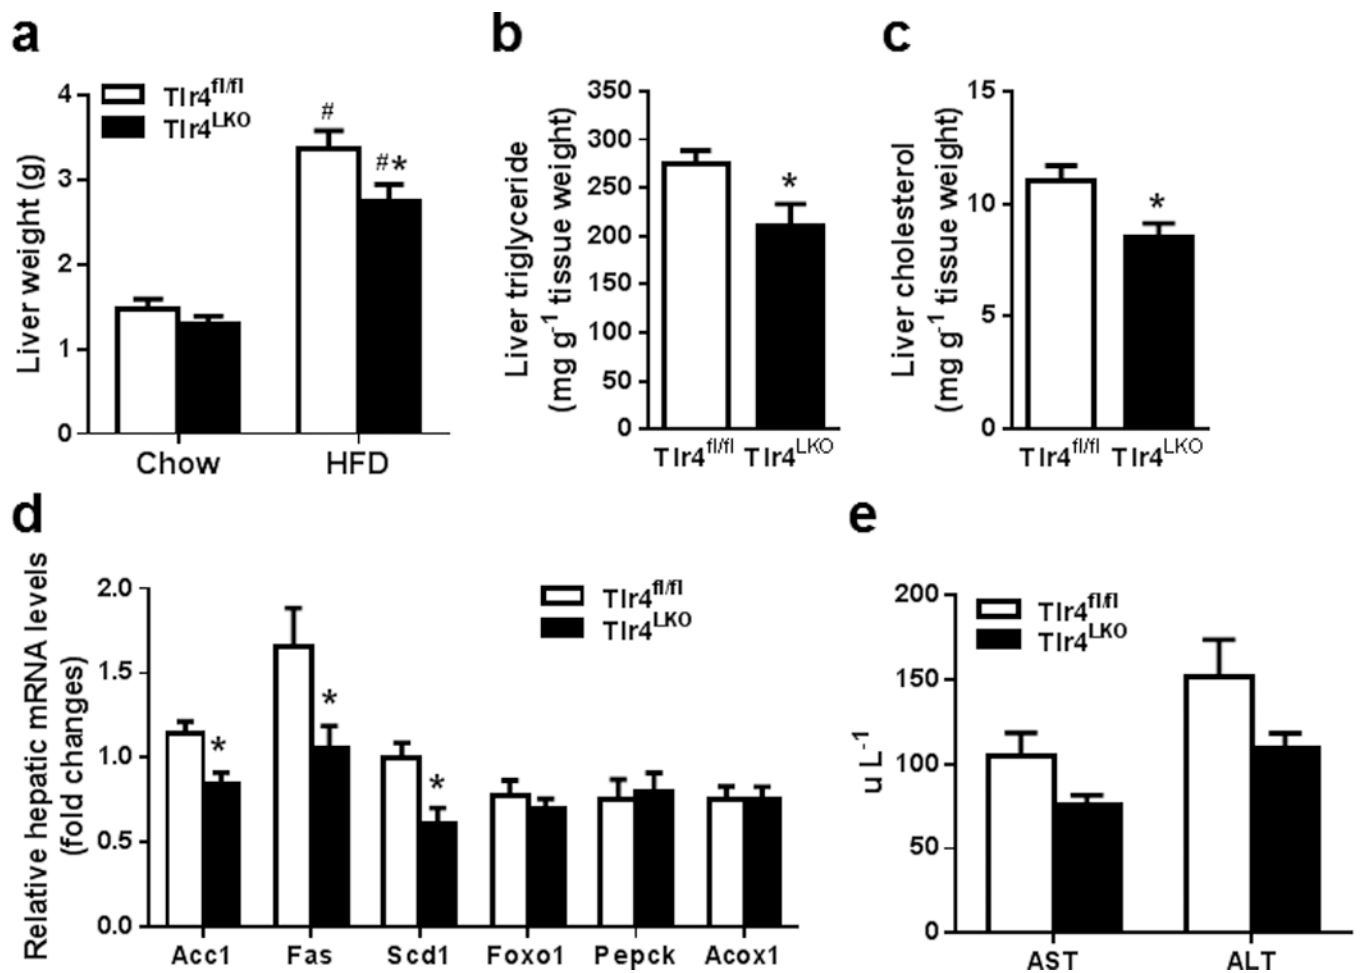 a
Liver weight (g)
4
3
2
1
0
Tlr4fl/fl
Tlr4LKO
#
#*
Chow HFD
b
Liver triglyceride
(mg g-1 tissue weight)
350
300
250
200
150
100
50
0
*
Tlr4fl/fl Tlr4LKO
c
Liver cholesterol
(mg g-1 tissue weight)
15
10
5
0
*
Tlr4fl/fl Tlr4LKO
d
Relative hepatic mRNA levels
(fold changes)
2.0
1.5
1.0
0.5
0.0
Tlr4fl/fl
Tlr4LKO
*
*
*
Acc1 Fas Scd1 Foxo1 Pepck Acox1
e
u L-1
200
150
100
50
0
Tlr4fl/fl
Tlr4LKO
AST ALT